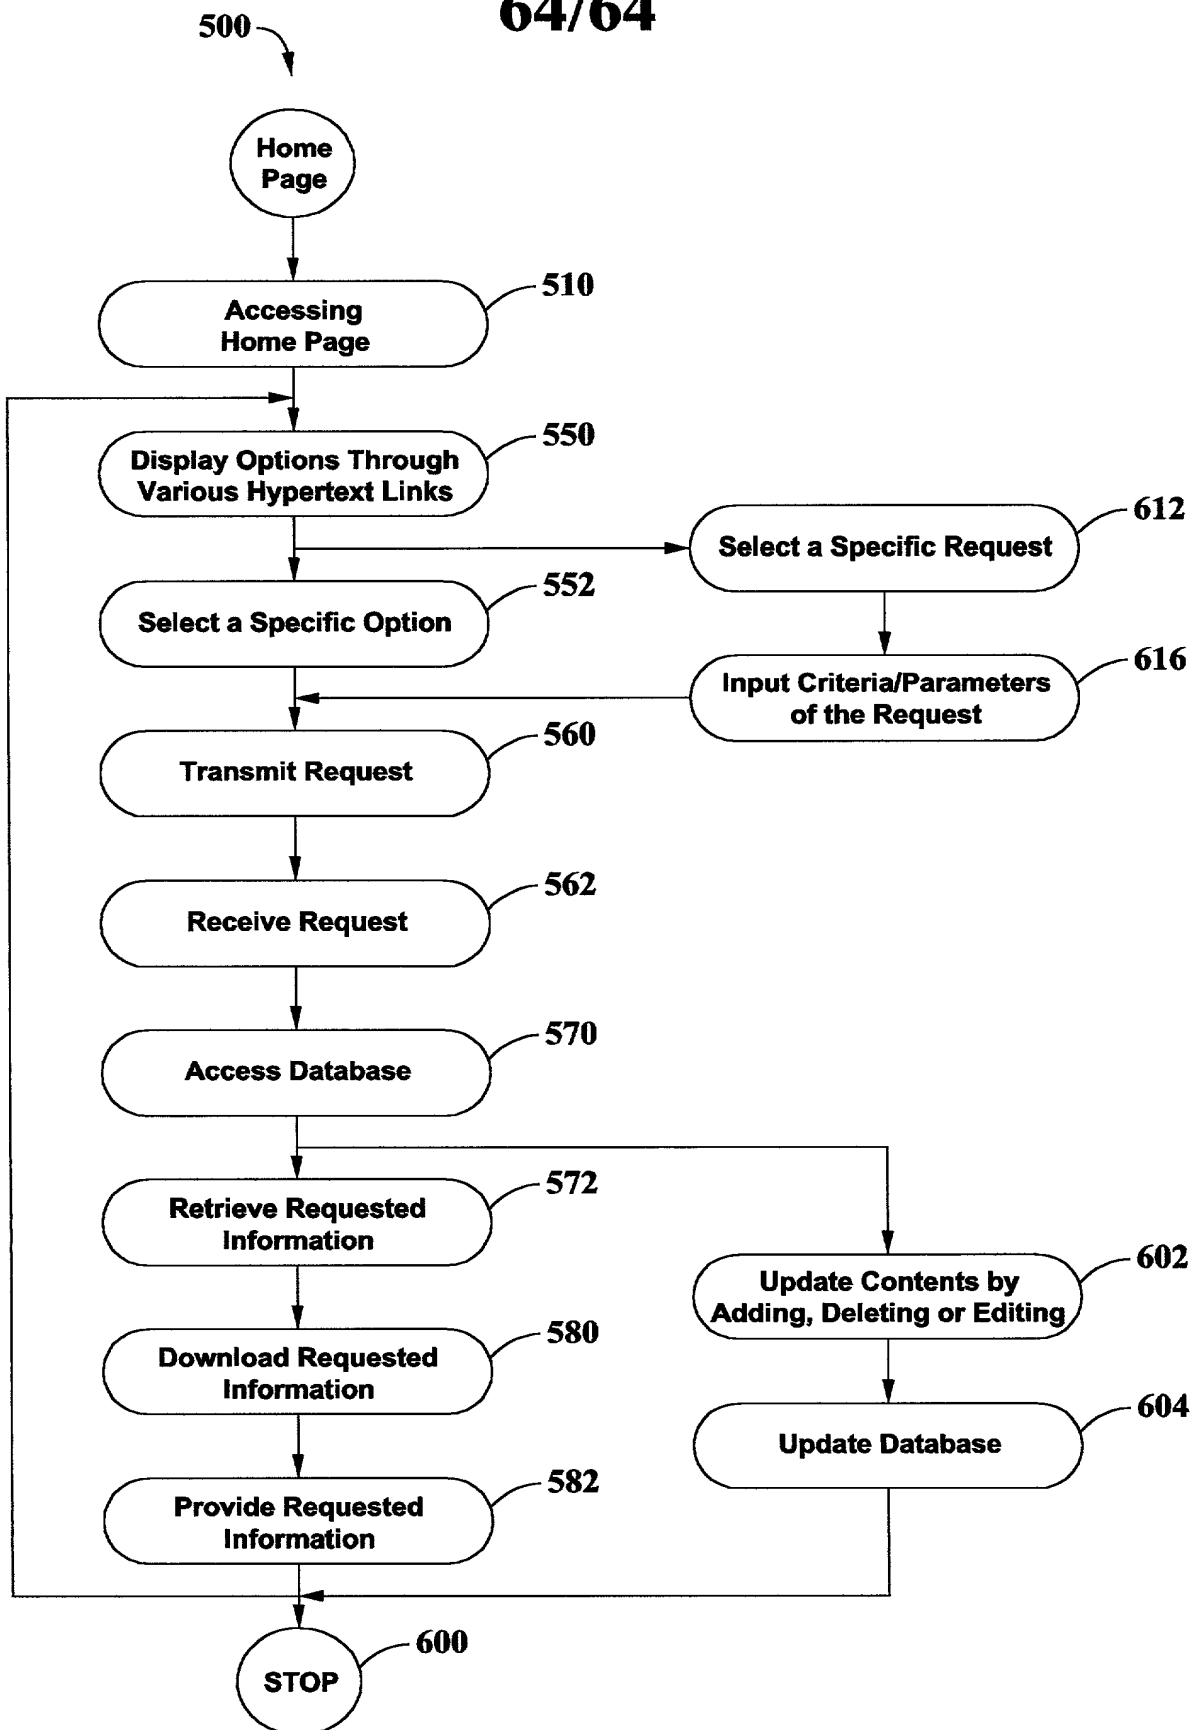 64/64
500
Home
Page
510
Accessing
Home Page
550
Display Options Through
Various Hypertext Links
612
Select a Specific Request
552
Select a Specific Option
616
Input Criteria/Parameters
of the Request
560
Transmit Request
562
Receive Request
570
Access Database
572
Retrieve Requested
Information
602
Update Contents by
Adding, Deleting or Editing
580
Download Requested
Information
604
Update Database
582
Provide Requested
Information
600
STOP